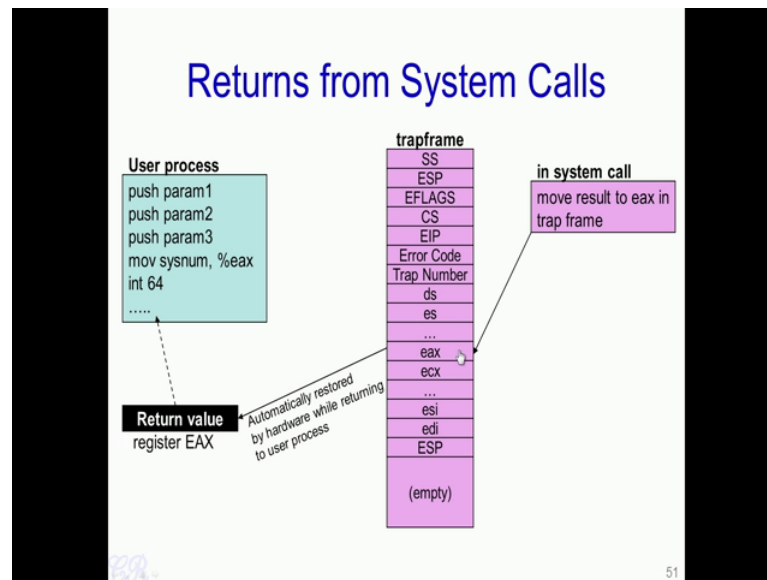 Returns from System Calls
User process
push param1
push param2
push param3
mov sysnum, %eax
int 64
.....
trapframe
SS
ESP
EFLAGS
CS
EIP
Error Code
Trap Number
ds
es
...
eax
ecx
...
esi
edi
ESP
(empty)
in system call
move result to eax in
trap frame
Automatically restored
by hardware while returning
to user process
Return value
register EAX
51